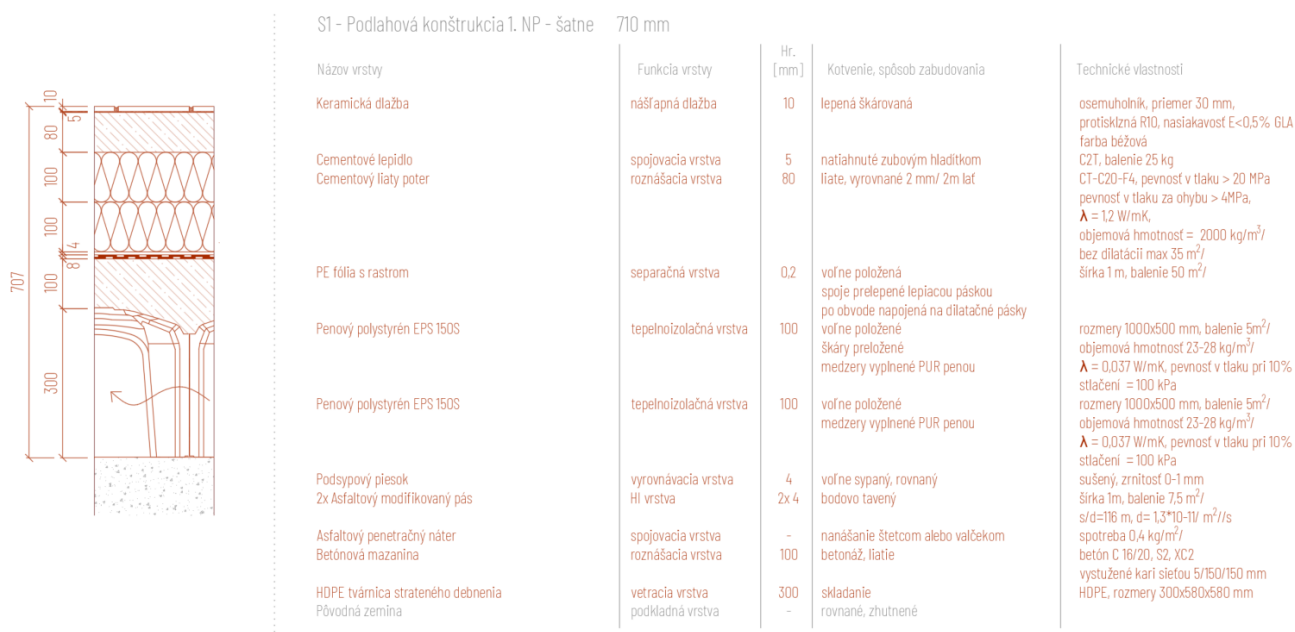 S1 - Podlahová konštrukcia 1. NP - šatne 710 mm
Názov vrstvy Funkcia vrstvy Hr. [mm] Kotvenie, spôsob zabudovania Technické vlastnosti
Keramická dlažba nášľapná dlažba 10 lepená škárovaná osemuholník, priemer 30 mm,
protisklzná R10, nasiakavosť E<0,5% GLA
farba béžová
Cementové lepidlo spojovacia vrstva 5 natiahnuté zubovým hladítkom C2T, balenie 25 kg
Cementový liaty poter roznášacia vrstva 80 liate, vyrovnané 2 mm/ 2m lať CT-C20-F4, pevnosť v tlaku > 20 MPa
pevnosť v tlaku za ohybu > 4MPa,
λ = 1,2 W/mK,
objemová hmotnosť = 2000 kg/m³/
bez dilatácii max 35 m²/
PE fólia s rastrom separačná vrstva 0,2 voľne položená šírka 1 m, balenie 50 m²/
spoje prelepené lepiacou páskou
po obvode napojená na dilatačné pásky
Penový polystyrén EPS 150S tepelnoizolačná vrstva 100 voľne položené rozmery 1000x500 mm, balenie 5m²/
škáry preložené objemová hmotnosť 23-28 kg/m³/
medzery vyplnené PUR penou λ = 0,037 W/mK, pevnosť v tlaku pri 10%
stlačení = 100 kPa
Penový polystyrén EPS 150S tepelnoizolačná vrstva 100 voľne položené rozmery 1000x500 mm, balenie 5m²/
medzery vyplnené PUR penou objemová hmotnosť 23-28 kg/m³/
λ = 0,037 W/mK, pevnosť v tlaku pri 10%
stlačení = 100 kPa
Podsypový piesok vyrovnávacia vrstva 4 voľne sypaný, rovnaný sušený, zrnitosť 0-1 mm
2x Asfaltový modifikovaný pás HI vrstva 2x 4 bodovo tavený šírka 1m, balenie 7,5 m²/
s/d=116 m, d= 1,3*10-11/ m²//s
Asfaltový penetračný náter spojovacia vrstva - nanášanie štetcom alebo valčekom spotreba 0,4 kg/m²/
Betónová mazanina roznášacia vrstva 100 betonáž, liatie betón C 16/20, S2, XC2
vystužené kari sieťou 5/150/150 mm
HDPE tvárnica strateného debnenia vetracia vrstva 300 skladanie HDPE, rozmery 300x580x580 mm
Pôvodná zemina podkladná vrstva - rovnané, zhutnené
10
5
80
100
100
4
8
100
300
707